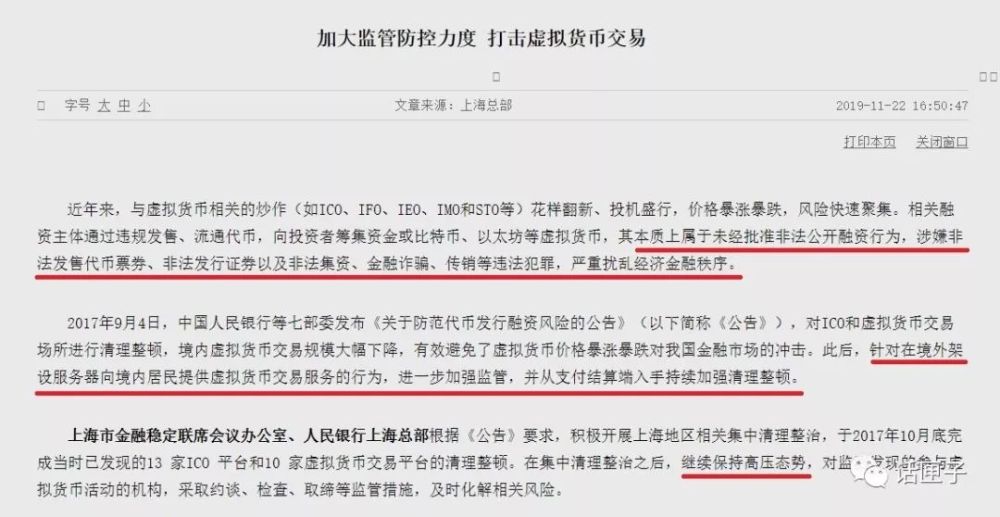 加大监管防控力度 打击虚拟货币交易
字号 大 中 小
文章来源：上海总部
2019-11-22 16:50:47
打印本页 关闭窗口
近年来，与虚拟货币相关的炒作（如ICO、IFO、IEO、IMO和STO等）花样翻新、投机盛行，价格暴涨暴跌，风险快速聚集。相关融
资主体通过违规发售、流通代币，向投资者筹集资金或比特币、以太坊等虚拟货币，其本质上属于未经批准非法公开融资行为，涉嫌非
法发售代币票券、非法发行证券以及非法集资、金融诈骗、传销等违法犯罪，严重扰乱经济金融秩序。
2017年9月4日，中国人民银行等七部委发布《关于防范代币发行融资风险的公告》（以下简称《公告》），对ICO和虚拟货币交易
场所进行清理整顿，境内虚拟货币交易规模大幅下降，有效避免了虚拟货币价格暴涨暴跌对我国金融市场的冲击。此后，针对在境外架
设服务器向境内居民提供虚拟货币交易服务的行为，进一步加强监管，并从支付结算端入手持续加强清理整顿。
上海市金融稳定联席会议办公室、人民银行上海总部根据《公告》要求，积极开展上海地区相关集中清理整治，于2017年10月底完
成当时已发现的13 家ICO 平台和10 家虚拟货币交易平台的清理整顿。在集中清理整治之后，继续保持高压态势，对监 发现的参与虚
拟货币活动的机构，采取约谈、检查、取缔等监管措施，及时化解相关风险。
话匣子